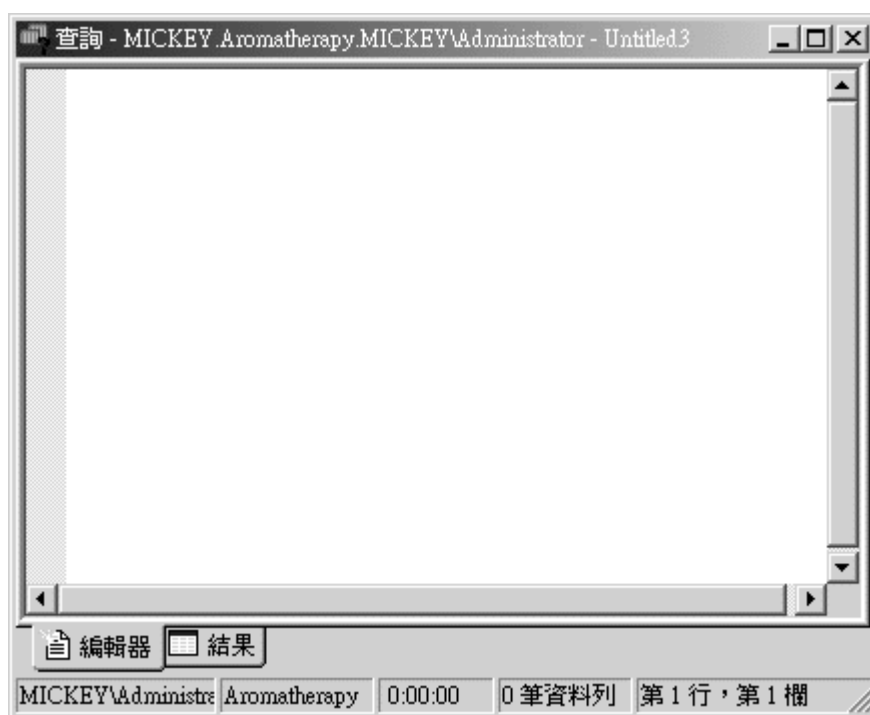 查詢 - MICKEY.Aromatherapy.MICKEY\Administrator - Untitled3
編輯器 結果
MICKEY\Administra Aromatherapy 0:00:00 0 筆資料列 第 1 行,第 1 欄